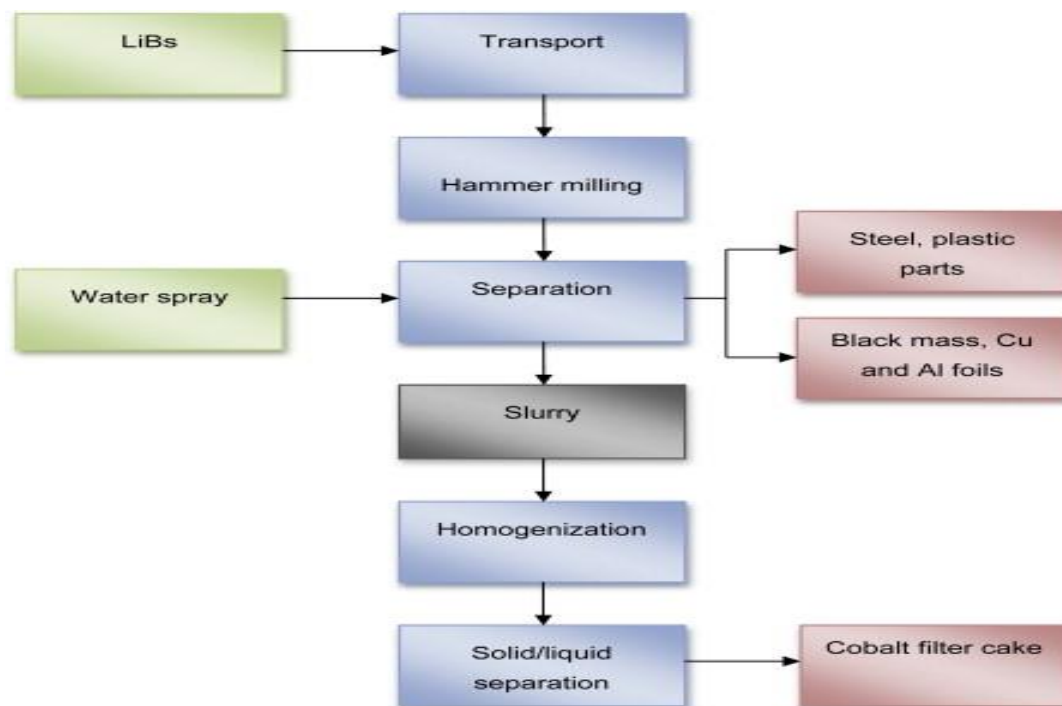 LiBs
Transport
Hammer milling
Steel, plastic
parts
Water spray
Separation
Black mass, Cu
and Al foils
Slurry
Homogenization
Solid/liquid
separation
Cobalt filter cake